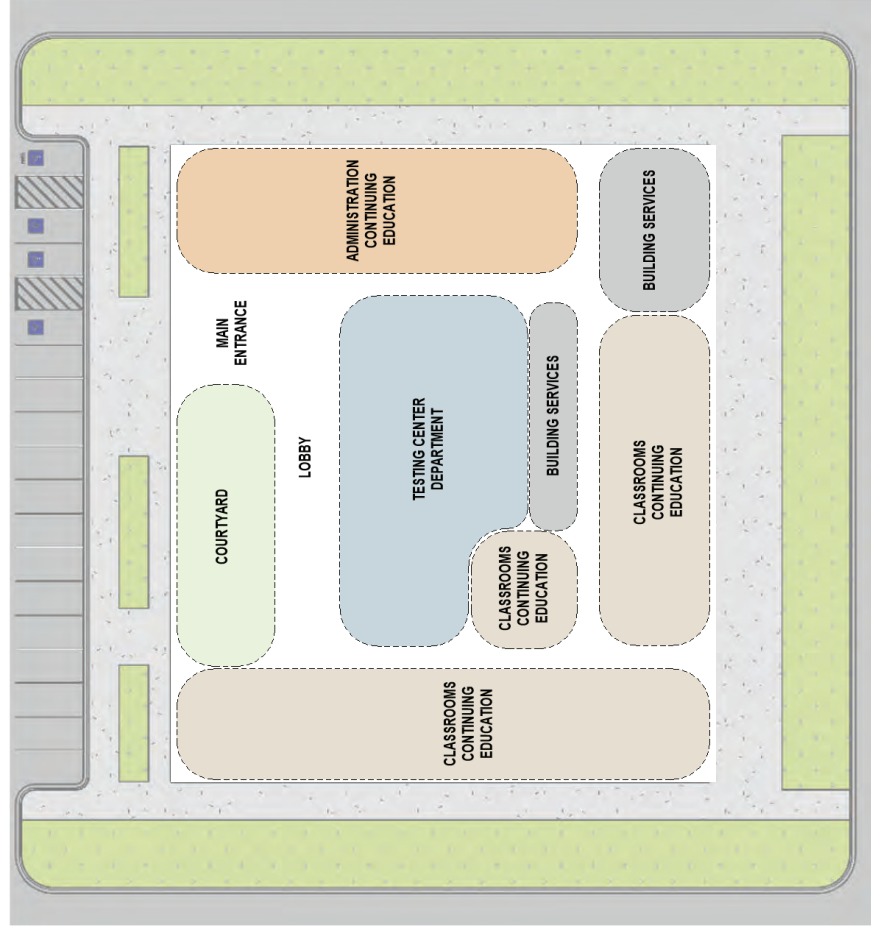 ADMINISTRATION
CONTINUING
EDUCATION
BUILDING SERVICES
MAIN
ENTRANCE
COURTYARD
LOBBY
TESTING CENTER
DEPARTMENT
BUILDING SERVICES
CLASSROOMS
CONTINUING
EDUCATION
CLASSROOMS
CONTINUING
EDUCATION
CLASSROOMS
CONTINUING
EDUCATION